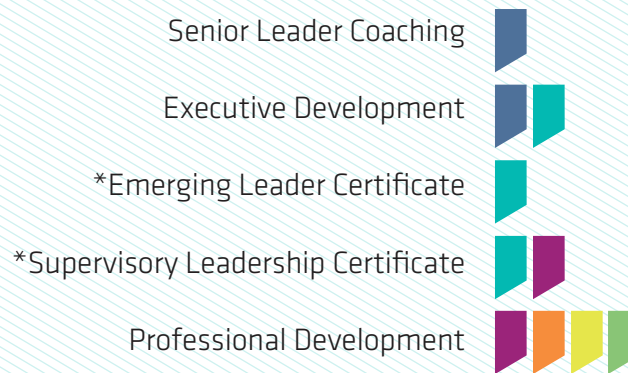 Senior Leader Coaching
Executive Development
*Emerging Leader Certificate
*Supervisory Leadership Certificate
Professional Development